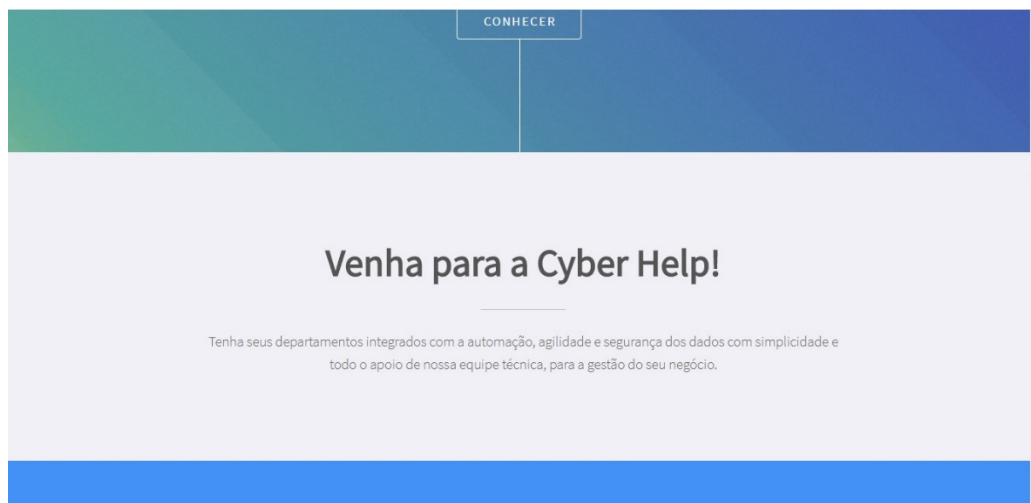 CONHECER
Venha para a Cyber Help!
Tenha seus departamentos integrados com a automação, agilidade e segurança dos dados com simplicidade e
todo o apoio de nossa equipe técnica, para a gestão do seu negócio.